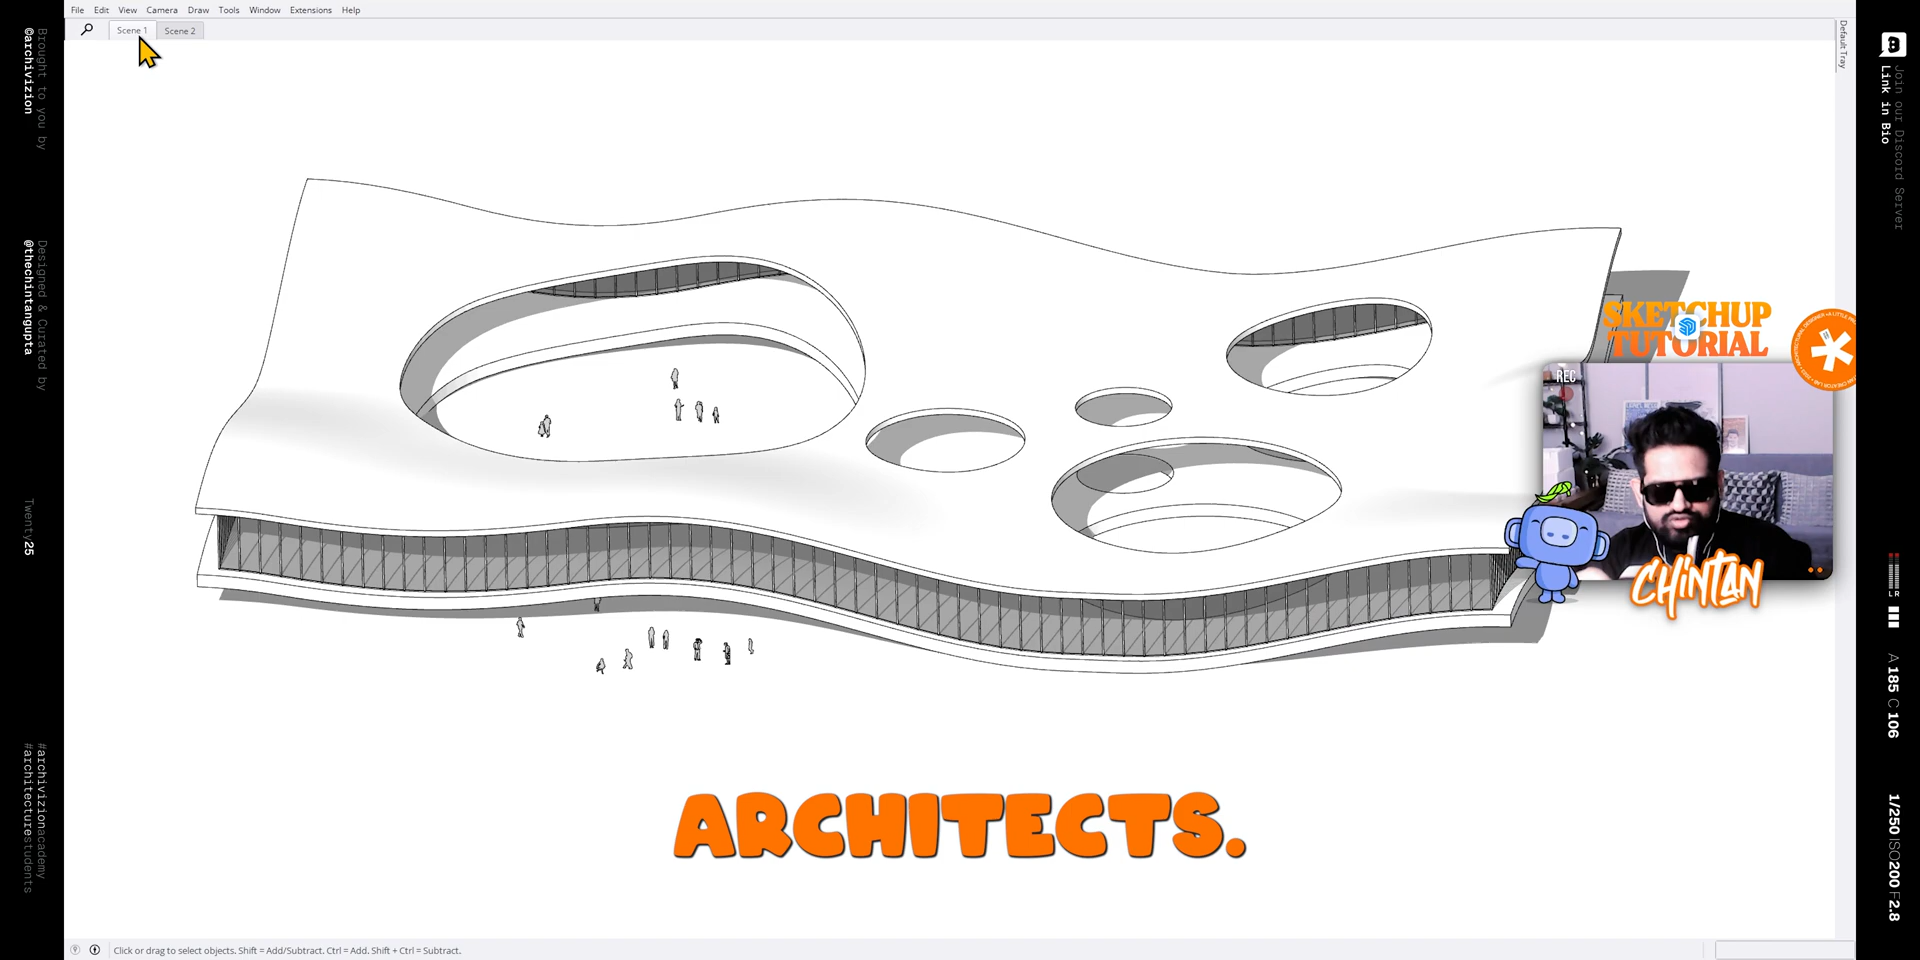 File Edit View Camera Draw Tools Window Extensions Help
Scene 1 Scene 2
Default Tray
Brought to you by
@archivizion
Designed & Curated by
@thechintangupta
Twenty25
#archivizionacademy
#architecturestudents
Join our Discord Server
Link in Bio
SKETCHUP
TUTORIAL
REC
CHINTAN
L R
A 185 C 106
1/250 ISO200 F2.8
ARCHITECTS.
Click or drag to select objects. Shift = Add/Subtract. Ctrl = Add. Shift + Ctrl = Subtract.